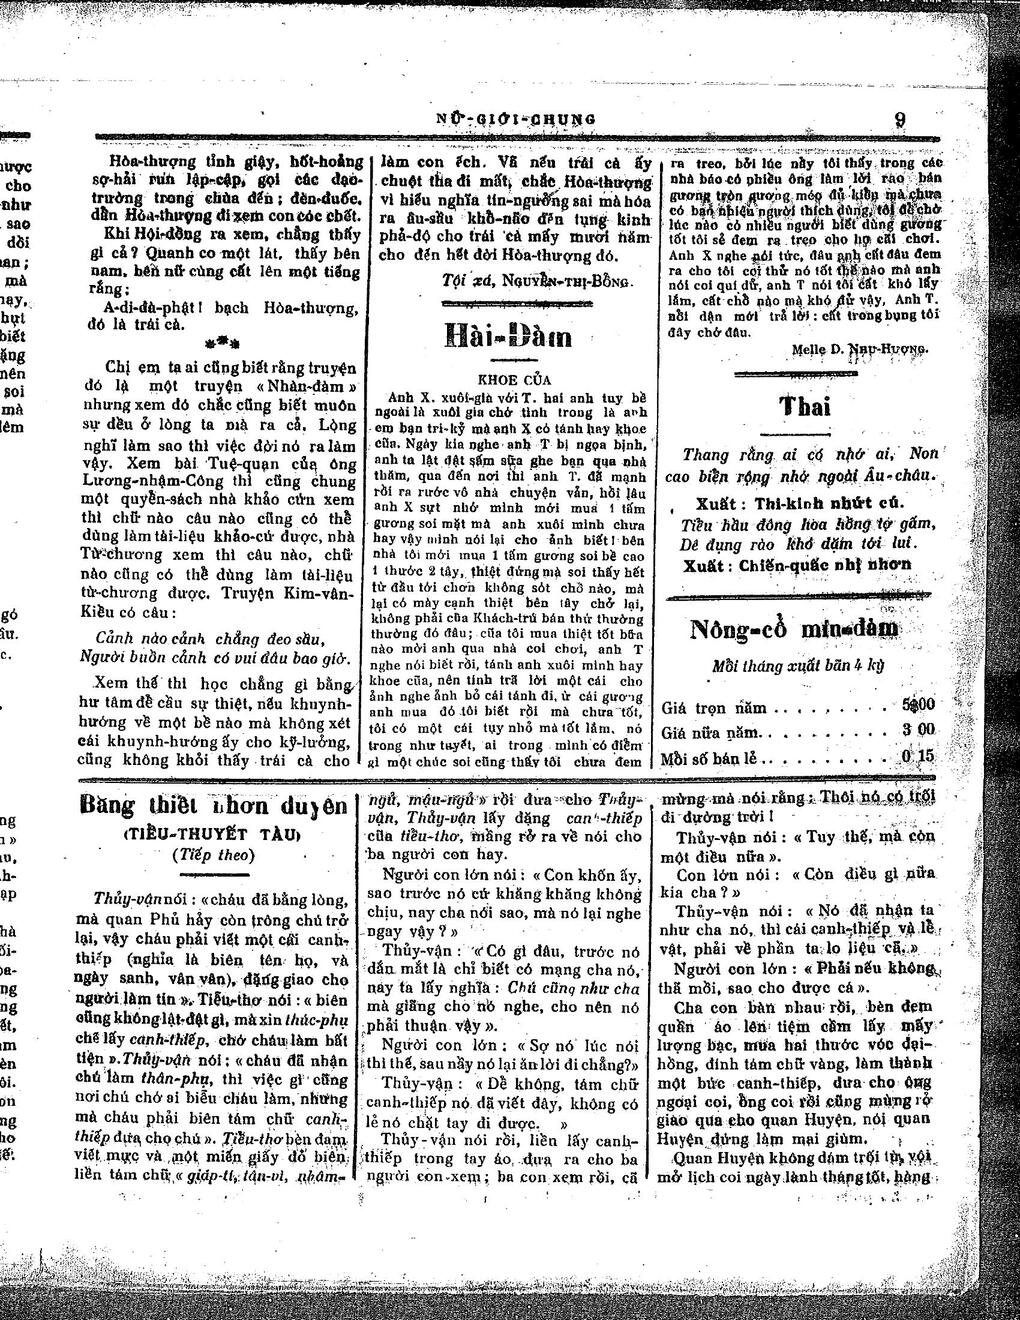 NỮ-GIỚI-CHUNG
9
Hòa-thượng tỉnh giậy, hốt-hoảng
sợ-hãi run lập-cập, gọi các đạo-
trường trong chùa đến ; đèn-đuốc,
dẫn Hòa-thượng đi xem con cóc chết.
Khi Hội-đồng ra xem, chẳng thấy
gì cả ? Quanh co một lát, thấy bên
nam, bên nữ cùng cất lên một tiếng
rằng ;
A-di-đà-phật ! bạch Hòa-thượng,
đó là trái cà.
***
Chị em ta ai cũng biết rằng truyện
đó là một truyện « Nhàn-đàm »
nhưng xem đó chắc cũng biết muôn
sự đều ở lòng ta mà ra cả. Lòng
nghĩ làm sao thì việc đời nó ra làm
vậy. Xem bài Tuệ-quạn của ông
Lương-nhậm-Công thì cũng chung
một quyển-sách nhà khảo cứu xem
thì chữ nào câu nào cũng có thể
dùng làm tài-liệu khảo-cứ được, nhà
Từ-chương xem thì câu nào, chữ
nào cũng có thể dùng làm tài-liệu
từ-chương được. Truyện Kim-vân-
Kiều có câu :
Cảnh nào cảnh chẳng đeo sầu,
Người buồn cảnh có vui đâu bao giờ.
Xem thế thì học chẳng gì bằng
hư tâm để cầu sự thiệt, nếu khuynh-
hướng về một bề nào mà không xét
cái khuynh-hướng ấy cho kỹ-lưởng,
cũng không khỏi thấy trái cà cho
làm con ếch. Vã nếu trái cà ấy
chuột tha đi mất, chắc Hòa-thượng
vì hiểu nghĩa tín-ngưỡng sai mà hóa
ra âu-sầu khổ-não đến tụng kinh
phả-độ cho trái cà mấy mươi năm
cho đến hết đời Hòa-thượng đó.
Tội xá, NGUYỄN-THỊ-BỒNG.
Hài-Đàm
KHOE CỦA
Anh X. xuôi-gia với T. hai anh tuy bề
ngoài là xuôi gia chớ tình trong là anh
em bạn tri-kỷ mà anh X có tánh hay khoe
của. Ngày kia nghe anh T bị ngọa bịnh,
anh ta lật đật sắm sữa ghe bạn qua nhà
thăm, qua đến nơi thì anh T. đã mạnh
rồi ra rước vô nhà chuyện vản, hồi lâu
anh X sựt nhớ mình mới mua 1 tấm
gương soi mặt mà anh xuôi mình chưa
hay vậy mình nói lại cho ảnh biết ! bên
nhà tôi mới mua 1 tấm gương soi bề cao
1 thước 2 tây, thiệt đứng mà soi thấy hết
từ đầu tới chơn không sót chỗ nào, mà
lại có mày cạnh thiệt bên tây chở lại,
không phải của Khách-trú bán thứ thường
thường đó đâu ; của tôi mua thiệt tốt bữa
nào mời anh qua nhà coi chơi, anh T
nghe nói biết rồi, tánh anh xuôi mình hay
khoe của, nên tính trã lời một cái cho
ảnh nghe ảnh bỏ cái tánh đi, ừ cái gương
anh mua đó tôi biết rồi mà chưa tốt,
tôi có một cái tuy nhỏ mà tốt lắm. nó
trong như tuyết, ai trong mình có điềm
gì một chúc soi cũng thấy tôi chưa đem
ra treo, bởi lúc nầy tôi thấy trong các
nhà báo có phiều ông làm lời rao bán
gương tròn gương méo đủ kiểu mà chưa
có bao nhiêu người thích dùng, tôi để chờ
lúc nào có nhiều người biết dùng gương
tốt tôi sẻ đem ra treo cho họ coi chơi.
Anh X nghe nói tức, đâu anh cất đâu đem
ra cho tôi coi thử nó tốt thế nào mà anh
nói coi quí dử, anh T nói tôi cất khó lấy
lắm, cất chỗ nào mà khó dử vậy, Anh T.
nói dận mới trả lời : cất trong bụng tôi
đây chớ đâu.
Melle D. NHƯ-HƯƠNG.
Thai
Thang rằng ai có nhớ ai, Non
cao biển rộng nhớ ngoài Âu-châu.
Xuất : Thi-kinh nhứt cú.
Tiều hầu đông hòa hồng tợ gấm,
Dê đụng rào khó dặm tới lui.
Xuất : Chiến-quấc nhị nhơn
Nông-cổ mín-đàm
Mỗi tháng xuất bãn 4 kỳ
Giá trọn năm . . . . . . . . . 5$00
Giá nữa năm. . . . . . . . . . 3 00
Mỗi số bán lẻ . . . . . . . . . . 0 15
Băng thiết nhơn duyên
(TIỂU-THUYẾT TÀU)
(Tiếp theo)
Thủy-vận nói : «cháu đã bằng lòng,
mà quan Phủ hảy còn trông chú trở
lại, vậy cháu phải viết một cái canh-
thiếp (nghĩa là biên tên họ, và
ngày sanh, vân vân), đặng giao cho
người làm tin ». Tiểu-thơ nói : « biên
cũng không lật-đật gì, mà xin thúc-phụ
chế lấy canh-thiếp, chớ cháu làm bất
tiện ». Thủy-vận nói ; « cháu đã nhận
chú làm thân-phụ, thì việc gì cũng
nơi chú chớ ai biểu cháu làm, nhưng
mà cháu phải biên tám chữ canh-
thiếp đưa cho chú ». Tiểu-thơ bèn đam
viết mực và một miếng giấy đỏ biên
liền tám chữ « giáp-tí, tân-vì, nhâm-
ngũ, mậu-ngũ » rồi đưa cho Thủy-
vận, Thủy-vận lấy đặng canh-thiếp
của tiểu-thơ, mầng rở ra về nói cho
ba người con hay.
Người con lớn nói : « Con khốn ấy,
sao trước nó cứ khăng khăng không
chịu, nay cha nói sao, mà nó lại nghe
ngay vậy ? »
Thủy-vận : « Có gì đâu, trước nó
dẩn mắt là chỉ biết có mạng cha nó,
nay ta lấy nghĩa : Chú cũng như cha
mà giãng cho nó nghe, cho nên nó
phải thuận vậy ».
Người con lớn : « Sợ nó lúc nói
thì thế, sau nầy nó lại ăn lời đi chẳng?»
Thủy-vận : « Dể không, tám chữ
canh-thiếp nó đã viết đây, không có
lẻ nó chặt tay đi được. »
Thủy-vận nói rồi, liền lấy canh-
thiếp trong tay áo, đưa ra cho ba
người con xem ; ba con xem rồi, cã
mừng mà nói rằng ; Thôi nó có trối
đi đường trời !
Thủy-vận nói : « Tuy thế, mà còn
một điều nữa ».
Con lớn nói : « Còn điều gì nữa
kia cha ? »
Thủy-vận nói : « Nó đã nhận ta
như cha nó, thì cái canh-thiếp và lể
vật, phải về phần ta lo liệu cã. »
Người con lớn : « Phải nếu không,
thã mồi, sao cho được cá ».
Cha con bàn nhau rồi, bèn đem
quần áo lên tiệm cầm lấy mấy
lượng bạc, mua hai thước vóc đại-
hồng, đính tám chữ vàng, làm thành
một bức canh-thiếp, đưa cho ông
ngoại coi, ông coi rồi cũng mừng rở
giao qua cho quan Huyện, nói quan
Huyện đứng làm mai giùm.
Quan Huyện không dám trối từ, với
mở lịch coi ngày lành tháng tốt, hàng